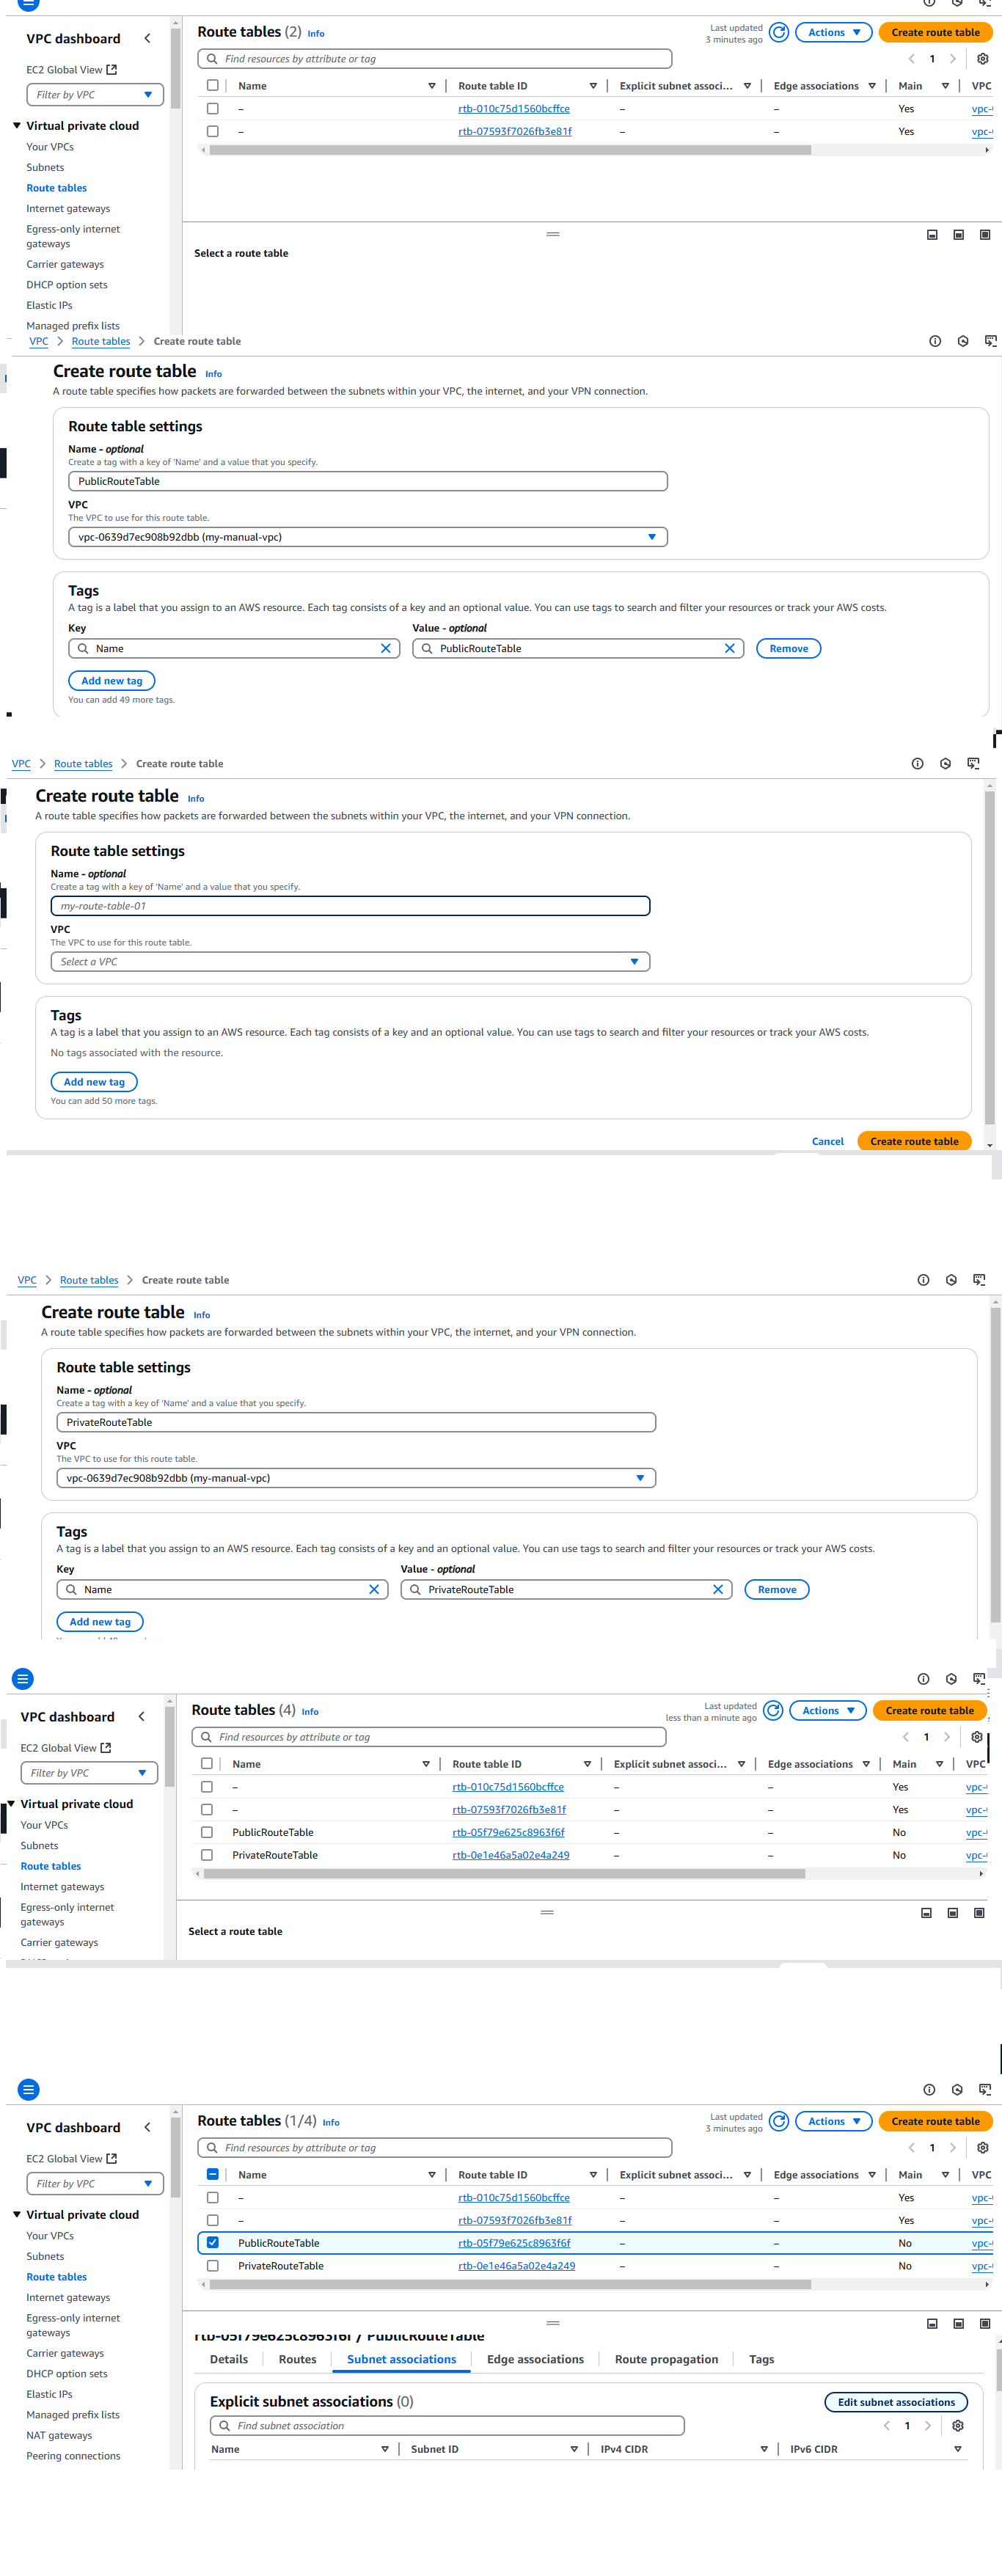 VPC dashboard
EC2 Global View
Filter by VPC
Virtual private cloud
Your VPCs
Subnets
Route tables
Internet gateways
Egress-only internet
gateways
Carrier gateways
DHCP option sets
Elastic IPs
Managed prefix lists
Route tables (2) Info
Last updated
3 minutes ago
Actions
Create route table
Find resources by attribute or tag
1
Name Route table ID Explicit subnet associ... Edge associations Main VPC
– rtb-010c75d1560bcffce – – Yes vpc-
– rtb-07593f7026fb3e81f – – Yes vpc-
Select a route table
VPC Route tables Create route table
Create route table Info
A route table specifies how packets are forwarded between the subnets within your VPC, the internet, and your VPN connection.
Route table settings
Name - optional
Create a tag with a key of 'Name' and a value that you specify.
PublicRouteTable
VPC
The VPC to use for this route table.
vpc-0639d7ec908b92dbb (my-manual-vpc)
Tags
A tag is a label that you assign to an AWS resource. Each tag consists of a key and an optional value. You can use tags to search and filter your resources or track your AWS costs.
Key Value - optional
Name PublicRouteTable Remove
Add new tag
You can add 49 more tags.
VPC Route tables Create route table
Create route table Info
A route table specifies how packets are forwarded between the subnets within your VPC, the internet, and your VPN connection.
Route table settings
Name - optional
Create a tag with a key of 'Name' and a value that you specify.
my-route-table-01
VPC
The VPC to use for this route table.
Select a VPC
Tags
A tag is a label that you assign to an AWS resource. Each tag consists of a key and an optional value. You can use tags to search and filter your resources or track your AWS costs.
No tags associated with the resource.
Add new tag
You can add 50 more tags.
Cancel Create route table
VPC Route tables Create route table
Create route table Info
A route table specifies how packets are forwarded between the subnets within your VPC, the internet, and your VPN connection.
Route table settings
Name - optional
Create a tag with a key of 'Name' and a value that you specify.
PrivateRouteTable
VPC
The VPC to use for this route table.
vpc-0639d7ec908b92dbb (my-manual-vpc)
Tags
A tag is a label that you assign to an AWS resource. Each tag consists of a key and an optional value. You can use tags to search and filter your resources or track your AWS costs.
Key Value - optional
Name PrivateRouteTable Remove
Add new tag
VPC dashboard
EC2 Global View
Filter by VPC
Virtual private cloud
Your VPCs
Subnets
Route tables
Internet gateways
Egress-only internet
gateways
Carrier gateways
Route tables (4) Info
Last updated
less than a minute ago
Actions
Create route table
Find resources by attribute or tag
1
Name Route table ID Explicit subnet associ... Edge associations Main VPC
– rtb-010c75d1560bcffce – – Yes vpc-
– rtb-07593f7026fb3e81f – – Yes vpc-
PublicRouteTable rtb-05f79e625c8963f6f – – No vpc-
PrivateRouteTable rtb-0e1e46a5a02e4a249 – – No vpc-
Select a route table
VPC dashboard
EC2 Global View
Filter by VPC
Virtual private cloud
Your VPCs
Subnets
Route tables
Internet gateways
Egress-only internet
gateways
Carrier gateways
DHCP option sets
Elastic IPs
Managed prefix lists
NAT gateways
Peering connections
Route tables (1/4) Info
Last updated
3 minutes ago
Actions
Create route table
Find resources by attribute or tag
1
Name Route table ID Explicit subnet associ... Edge associations Main VPC
– rtb-010c75d1560bcffce – – Yes vpc-
– rtb-07593f7026fb3e81f – – Yes vpc-
PublicRouteTable rtb-05f79e625c8963f6f – – No vpc-
PrivateRouteTable rtb-0e1e46a5a02e4a249 – – No vpc-
rtb-05f79e625c8963f6f / PublicRouteTable
Details Routes Subnet associations Edge associations Route propagation Tags
Explicit subnet associations (0)
Edit subnet associations
Find subnet association
1
Name Subnet ID IPv4 CIDR IPv6 CIDR